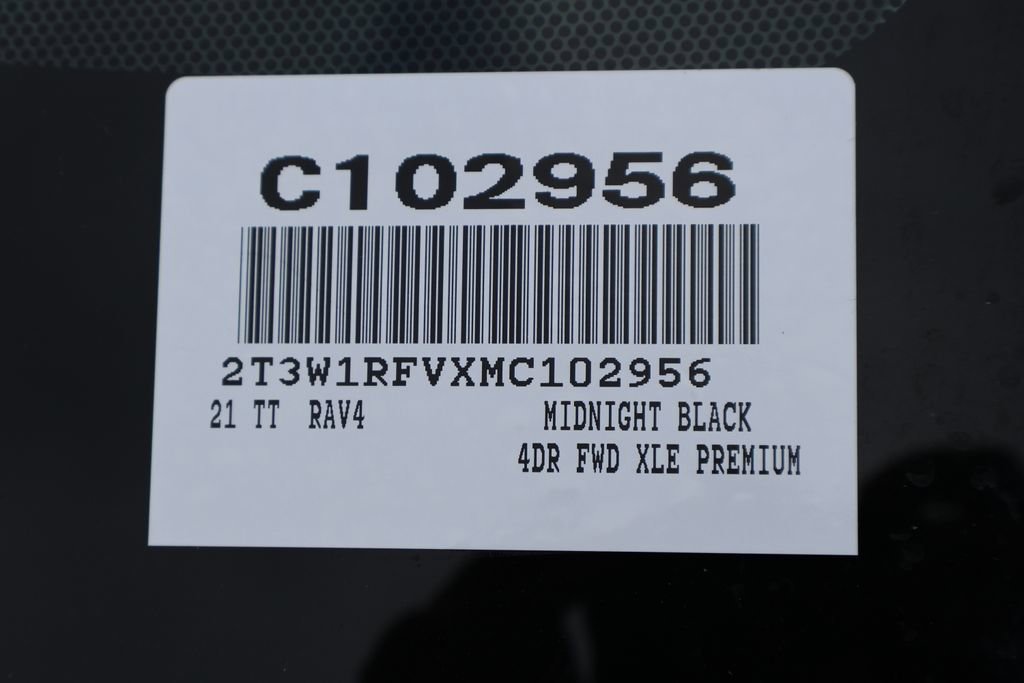 C102956
2T3W1RFVXMC102956
21 TT RAV4 MIDNIGHT BLACK
4DR FWD XLE PREMIUM